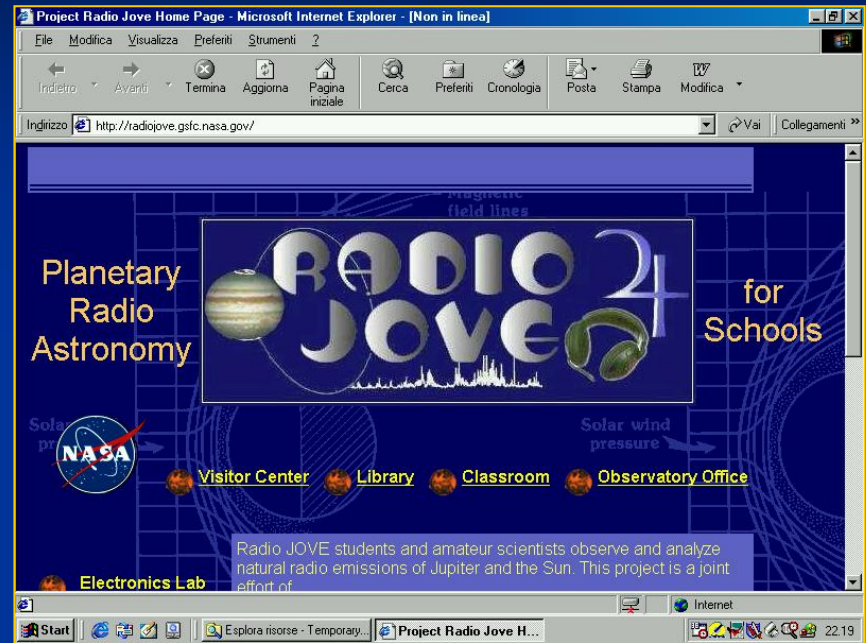 Project Radio Jove Home Page - Microsoft Internet Explorer - [Non in linea]
File Modifica Visualizza Preferiti Strumenti ?
Indietro Avanti Termina Aggiorna Pagina iniziale Cerca Preferiti Cronologia Posta Stampa Modifica
Indirizzo http://radiojove.gsfc.nasa.gov/ Vai Collegamenti »
Magnetic
field lines
Planetary
Radio
Astronomy
RADIO
JOVE
for
Schools
Solar wind
pressure
NASA
Visitor Center Library Classroom Observatory Office
Radio JOVE students and amateur scientists observe and analyze
natural radio emissions of Jupiter and the Sun. This project is a joint
effort of
Electronics Lab
Internet
Start Esplora risorse - Temporary... Project Radio Jove H... 22.19